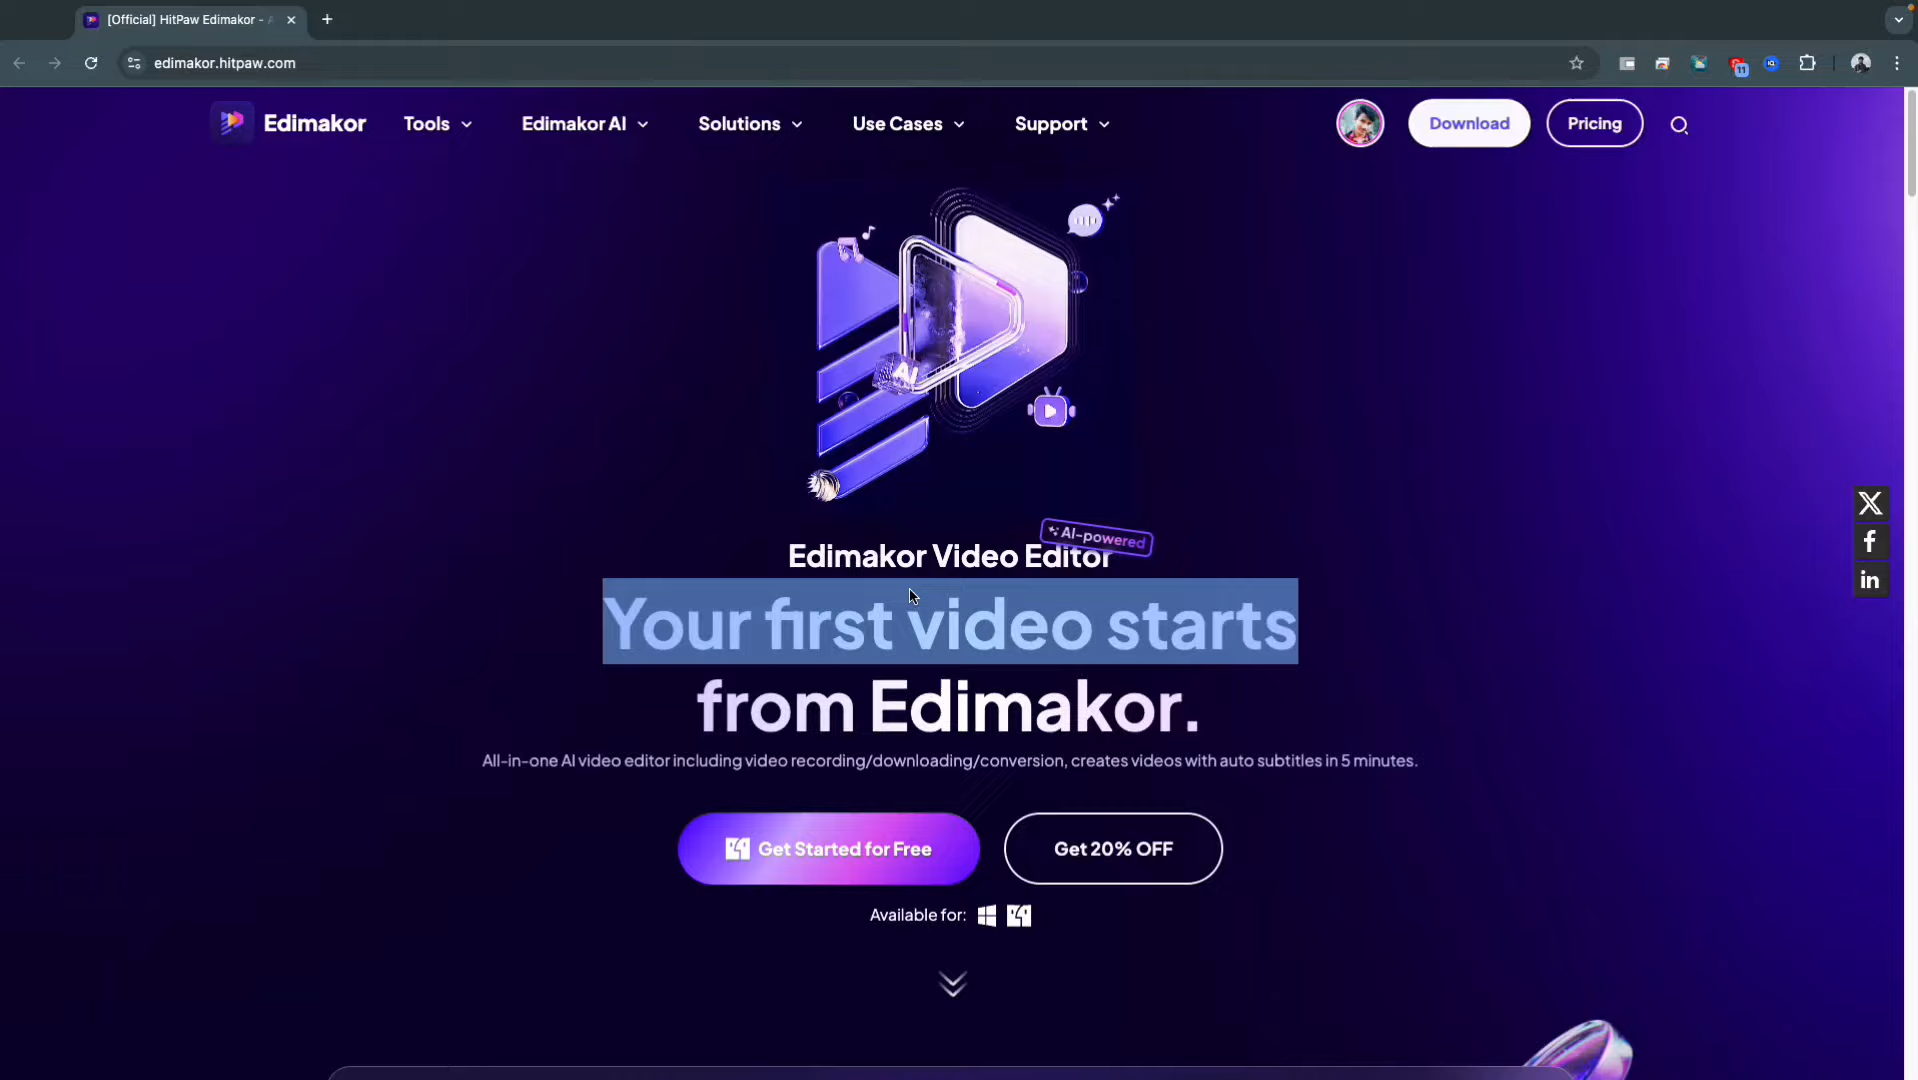 [Official] HitPaw Edimakor - A
edimakor.hitpaw.com
11
Edimakor
Tools
Edimakor AI
Solutions
Use Cases
Support
Download
Pricing
AI
AI-powered
Edimakor Video Editor
Your first video starts
from Edimakor.
All-in-one AI video editor including video recording/downloading/conversion, creates videos with auto subtitles in 5 minutes.
Get Started for Free
Get 20% OFF
Available for:
X
f
in